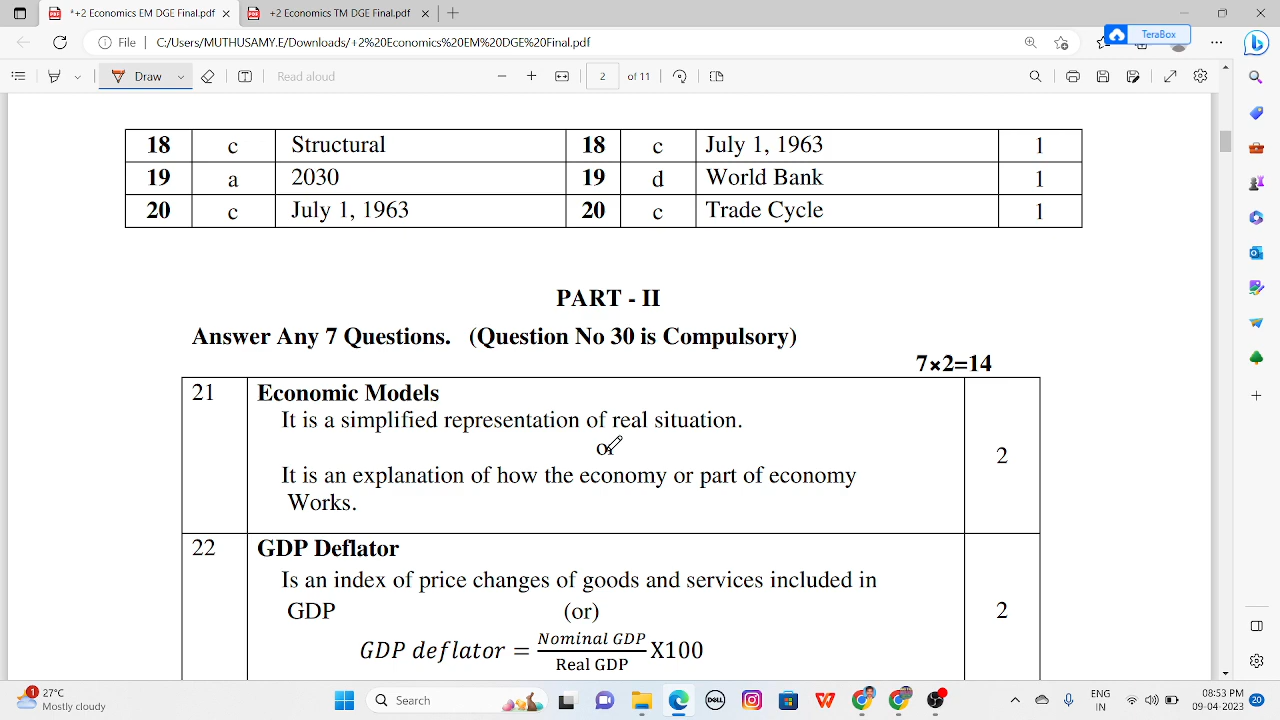 *+2 Economics EM DGE Final.pdf
+2 Economics TM DGE Final.pdf
File C:/Users/MUTHUSAMY.E/Downloads/+2%20Economics%20EM%20DGE%20Final.pdf
TeraBox
Draw
Read aloud
2 of 11
18 c Structural 18 c July 1, 1963 1
19 a 2030 19 d World Bank 1
20 c July 1, 1963 20 c Trade Cycle 1
PART - II
Answer Any 7 Questions. (Question No 30 is Compulsory)
7×2=14
21 Economic Models
It is a simplified representation of real situation.
or
It is an explanation of how the economy or part of economy
Works.
2
22 GDP Deflator
Is an index of price changes of goods and services included in
GDP (or)
GDP deflator = Nominal GDP / Real GDP X100
2
1
27°C
Mostly cloudy
Search
DELL
ENG
IN
08:53 PM
09-04-2023
20